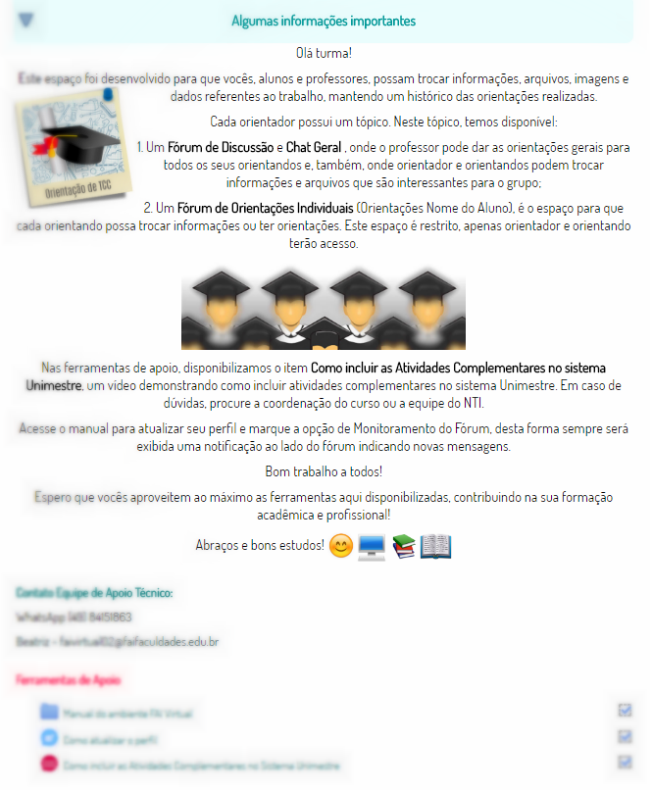 Algumas informações importantes
Olá turma!
Este espaço foi desenvolvido para que vocês, alunos e professores, possam trocar informações, arquivos, imagens e
dados referentes ao trabalho, mantendo um histórico das orientações realizadas.
Orientação de TCC
Cada orientador possui um tópico. Neste tópico, temos disponível:
1. Um Fórum de Discussão e Chat Geral , onde o professor pode dar as orientações gerais para
todos os seus orientandos e, também, onde orientador e orientandos podem trocar
informações e arquivos que são interessantes para o grupo;
2. Um Fórum de Orientações Individuais (Orientações Nome do Aluno), é o espaço para que
cada orientando possa trocar informações ou ter orientações. Este espaço é restrito, apenas orientador e orientando
terão acesso.
Nas ferramentas de apoio, disponibilizamos o item Como incluir as Atividades Complementares no sistema
Unimestre, um vídeo demonstrando como incluir atividades complementares no sistema Unimestre. Em caso de
dúvidas, procure a coordenação do curso ou a equipe do NTI.
Acesse o manual para atualizar seu perfil e marque a opção de Monitoramento do Fórum, desta forma sempre será
exibida uma notificação ao lado do fórum indicando novas mensagens.
Bom trabalho a todos!
Espero que vocês aproveitem ao máximo as ferramentas aqui disponibilizadas, contribuindo na sua formação
acadêmica e profissional!
Abraços e bons estudos!
Contato Equipe de Apoio Técnico:
WhatsApp (49) 84151863
Beatriz - faivirtual02@faifaculdades.edu.br
Ferramentas de Apoio
Manual do ambiente FAI Virtual
Como atualizar o perfil
Como incluir as Atividades Complementares no Sistema Unimestre